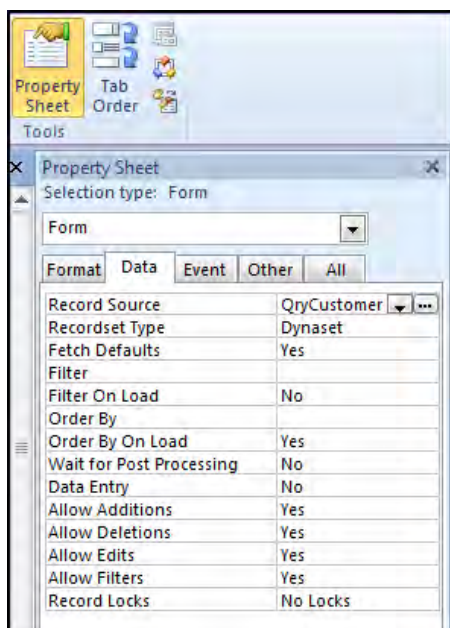 Property Sheet
Tab Order
Tools
Property Sheet
Selection type: Form
Form
Format Data Event Other All
Record Source QryCustomer
Recordset Type Dynaset
Fetch Defaults Yes
Filter
Filter On Load No
Order By
Order By On Load Yes
Wait for Post Processing No
Data Entry No
Allow Additions Yes
Allow Deletions Yes
Allow Edits Yes
Allow Filters Yes
Record Locks No Locks